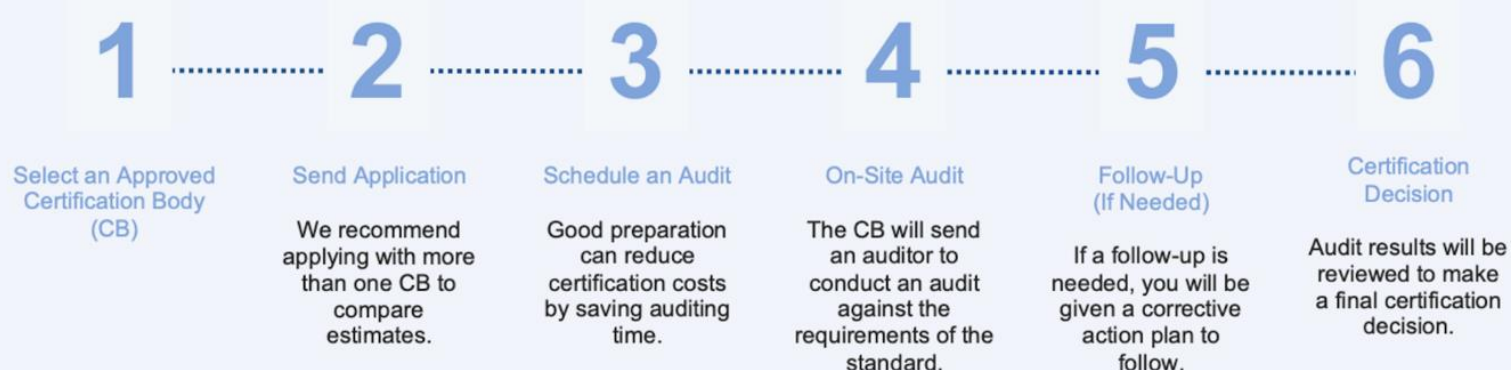 1
Select an Approved
Certification Body
(CB)
2
Send Application
We recommend
applying with more
than one CB to
compare
estimates.
3
Schedule an Audit
Good preparation
can reduce
certification costs
by saving auditing
time.
4
On-Site Audit
The CB will send
an auditor to
conduct an audit
against the
requirements of the
standard.
5
Follow-Up
(If Needed)
If a follow-up is
needed, you will be
given a corrective
action plan to
follow.
6
Certification
Decision
Audit results will be
reviewed to make
a final certification
decision.